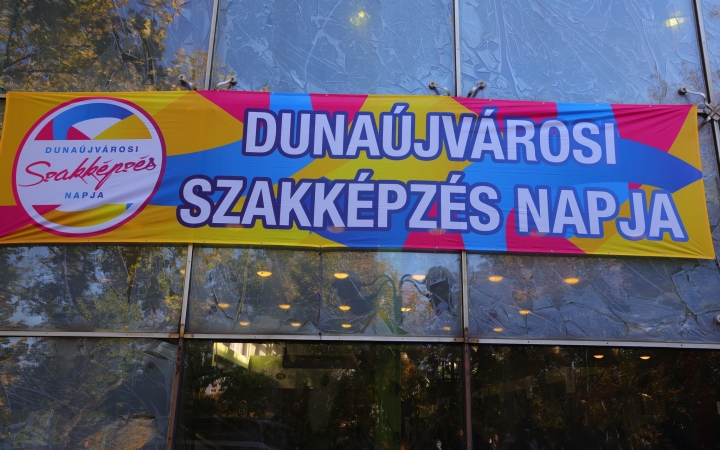 DUNAÚJVÁROSI
Szakképzés
NAPJA
DUNAÚJVÁROSI
SZAKKÉPZÉS NAPJA